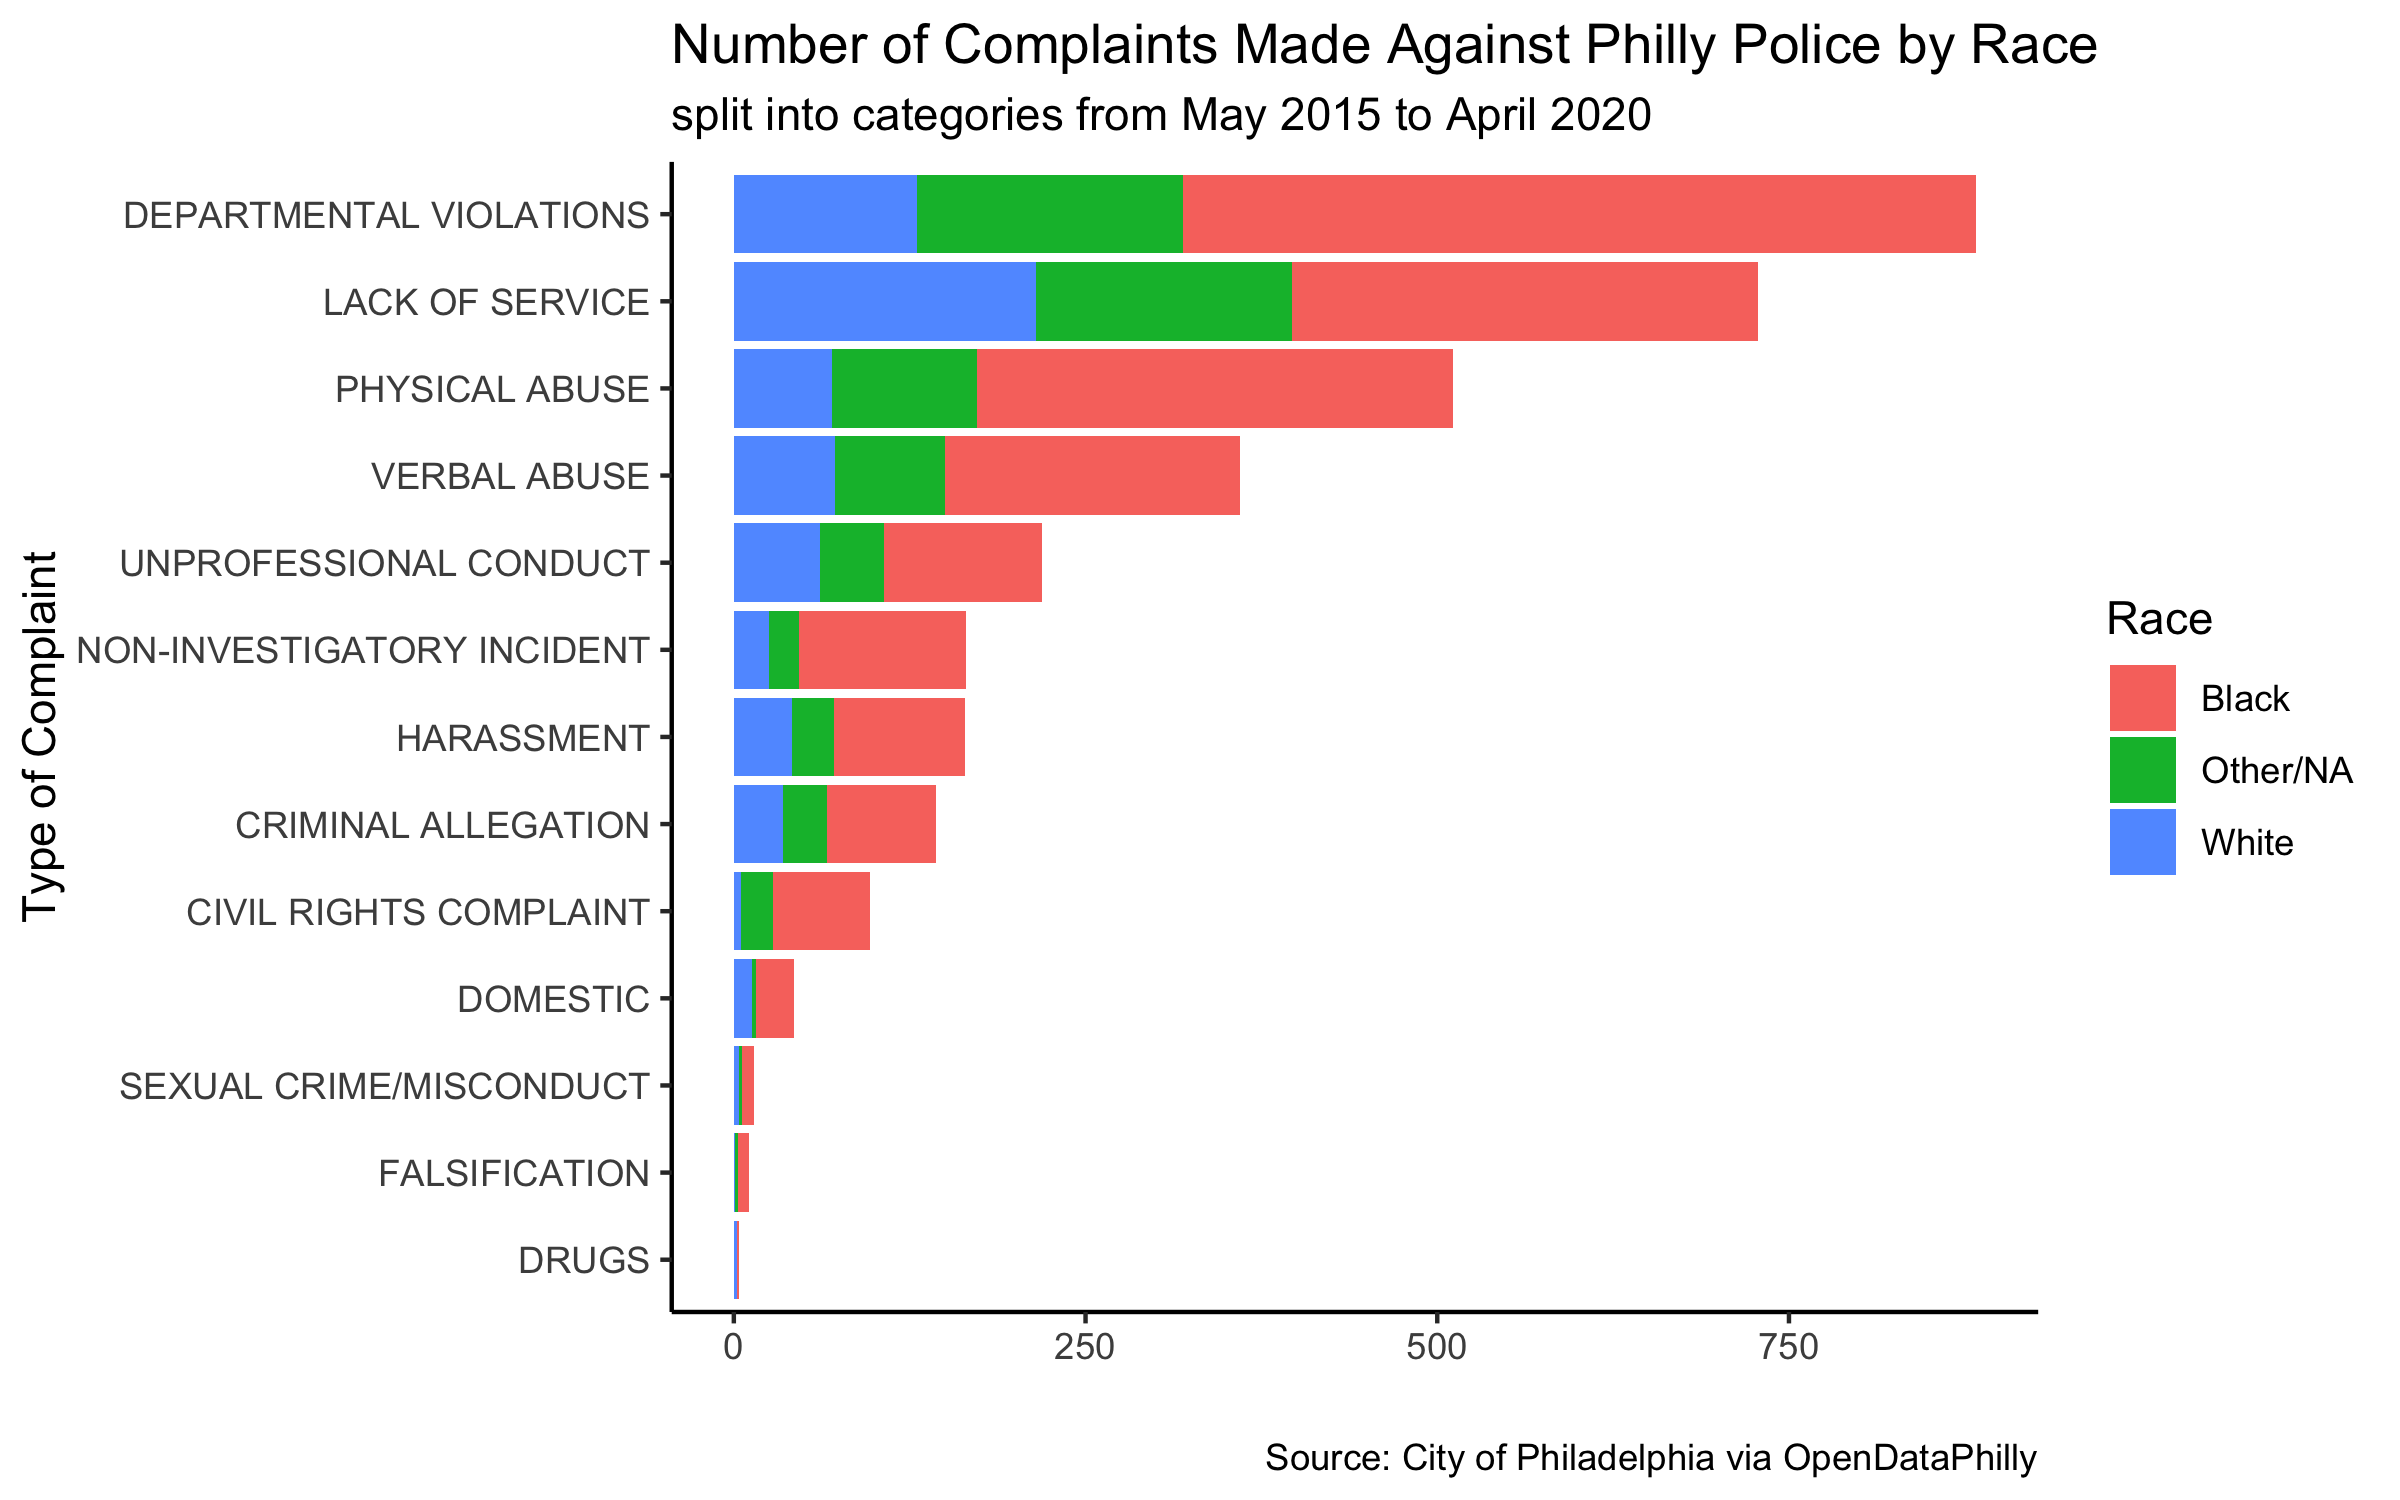 Number of Complaints Made Against Philly Police by Race
split into categories from May 2015 to April 2020
Type of Complaint
DEPARTMENTAL VIOLATIONS
LACK OF SERVICE
PHYSICAL ABUSE
VERBAL ABUSE
UNPROFESSIONAL CONDUCT
NON-INVESTIGATORY INCIDENT
HARASSMENT
CRIMINAL ALLEGATION
CIVIL RIGHTS COMPLAINT
DOMESTIC
SEXUAL CRIME/MISCONDUCT
FALSIFICATION
DRUGS
0 250 500 750
Race
Black
Other/NA
White
Source: City of Philadelphia via OpenDataPhilly